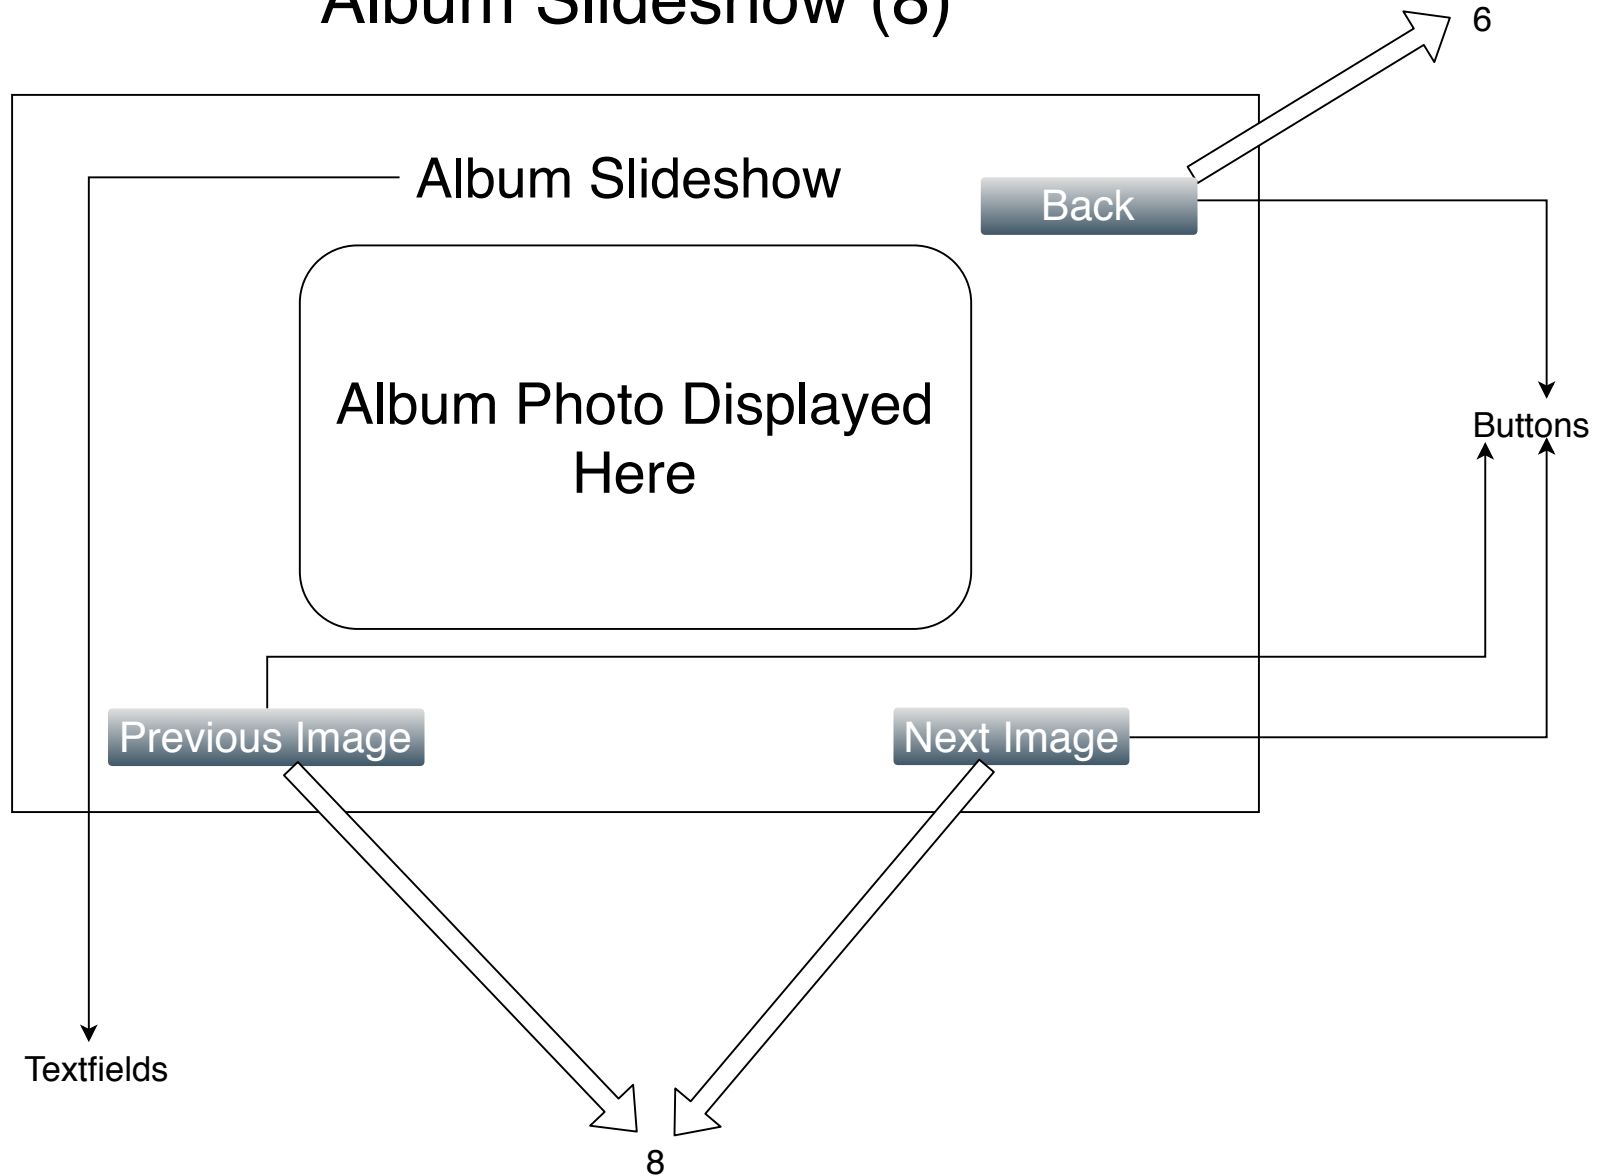 Album Slideshow (8)
6
Album Slideshow
Back
Album Photo Displayed
Here
Buttons
Previous Image
Next Image
Textfields
8